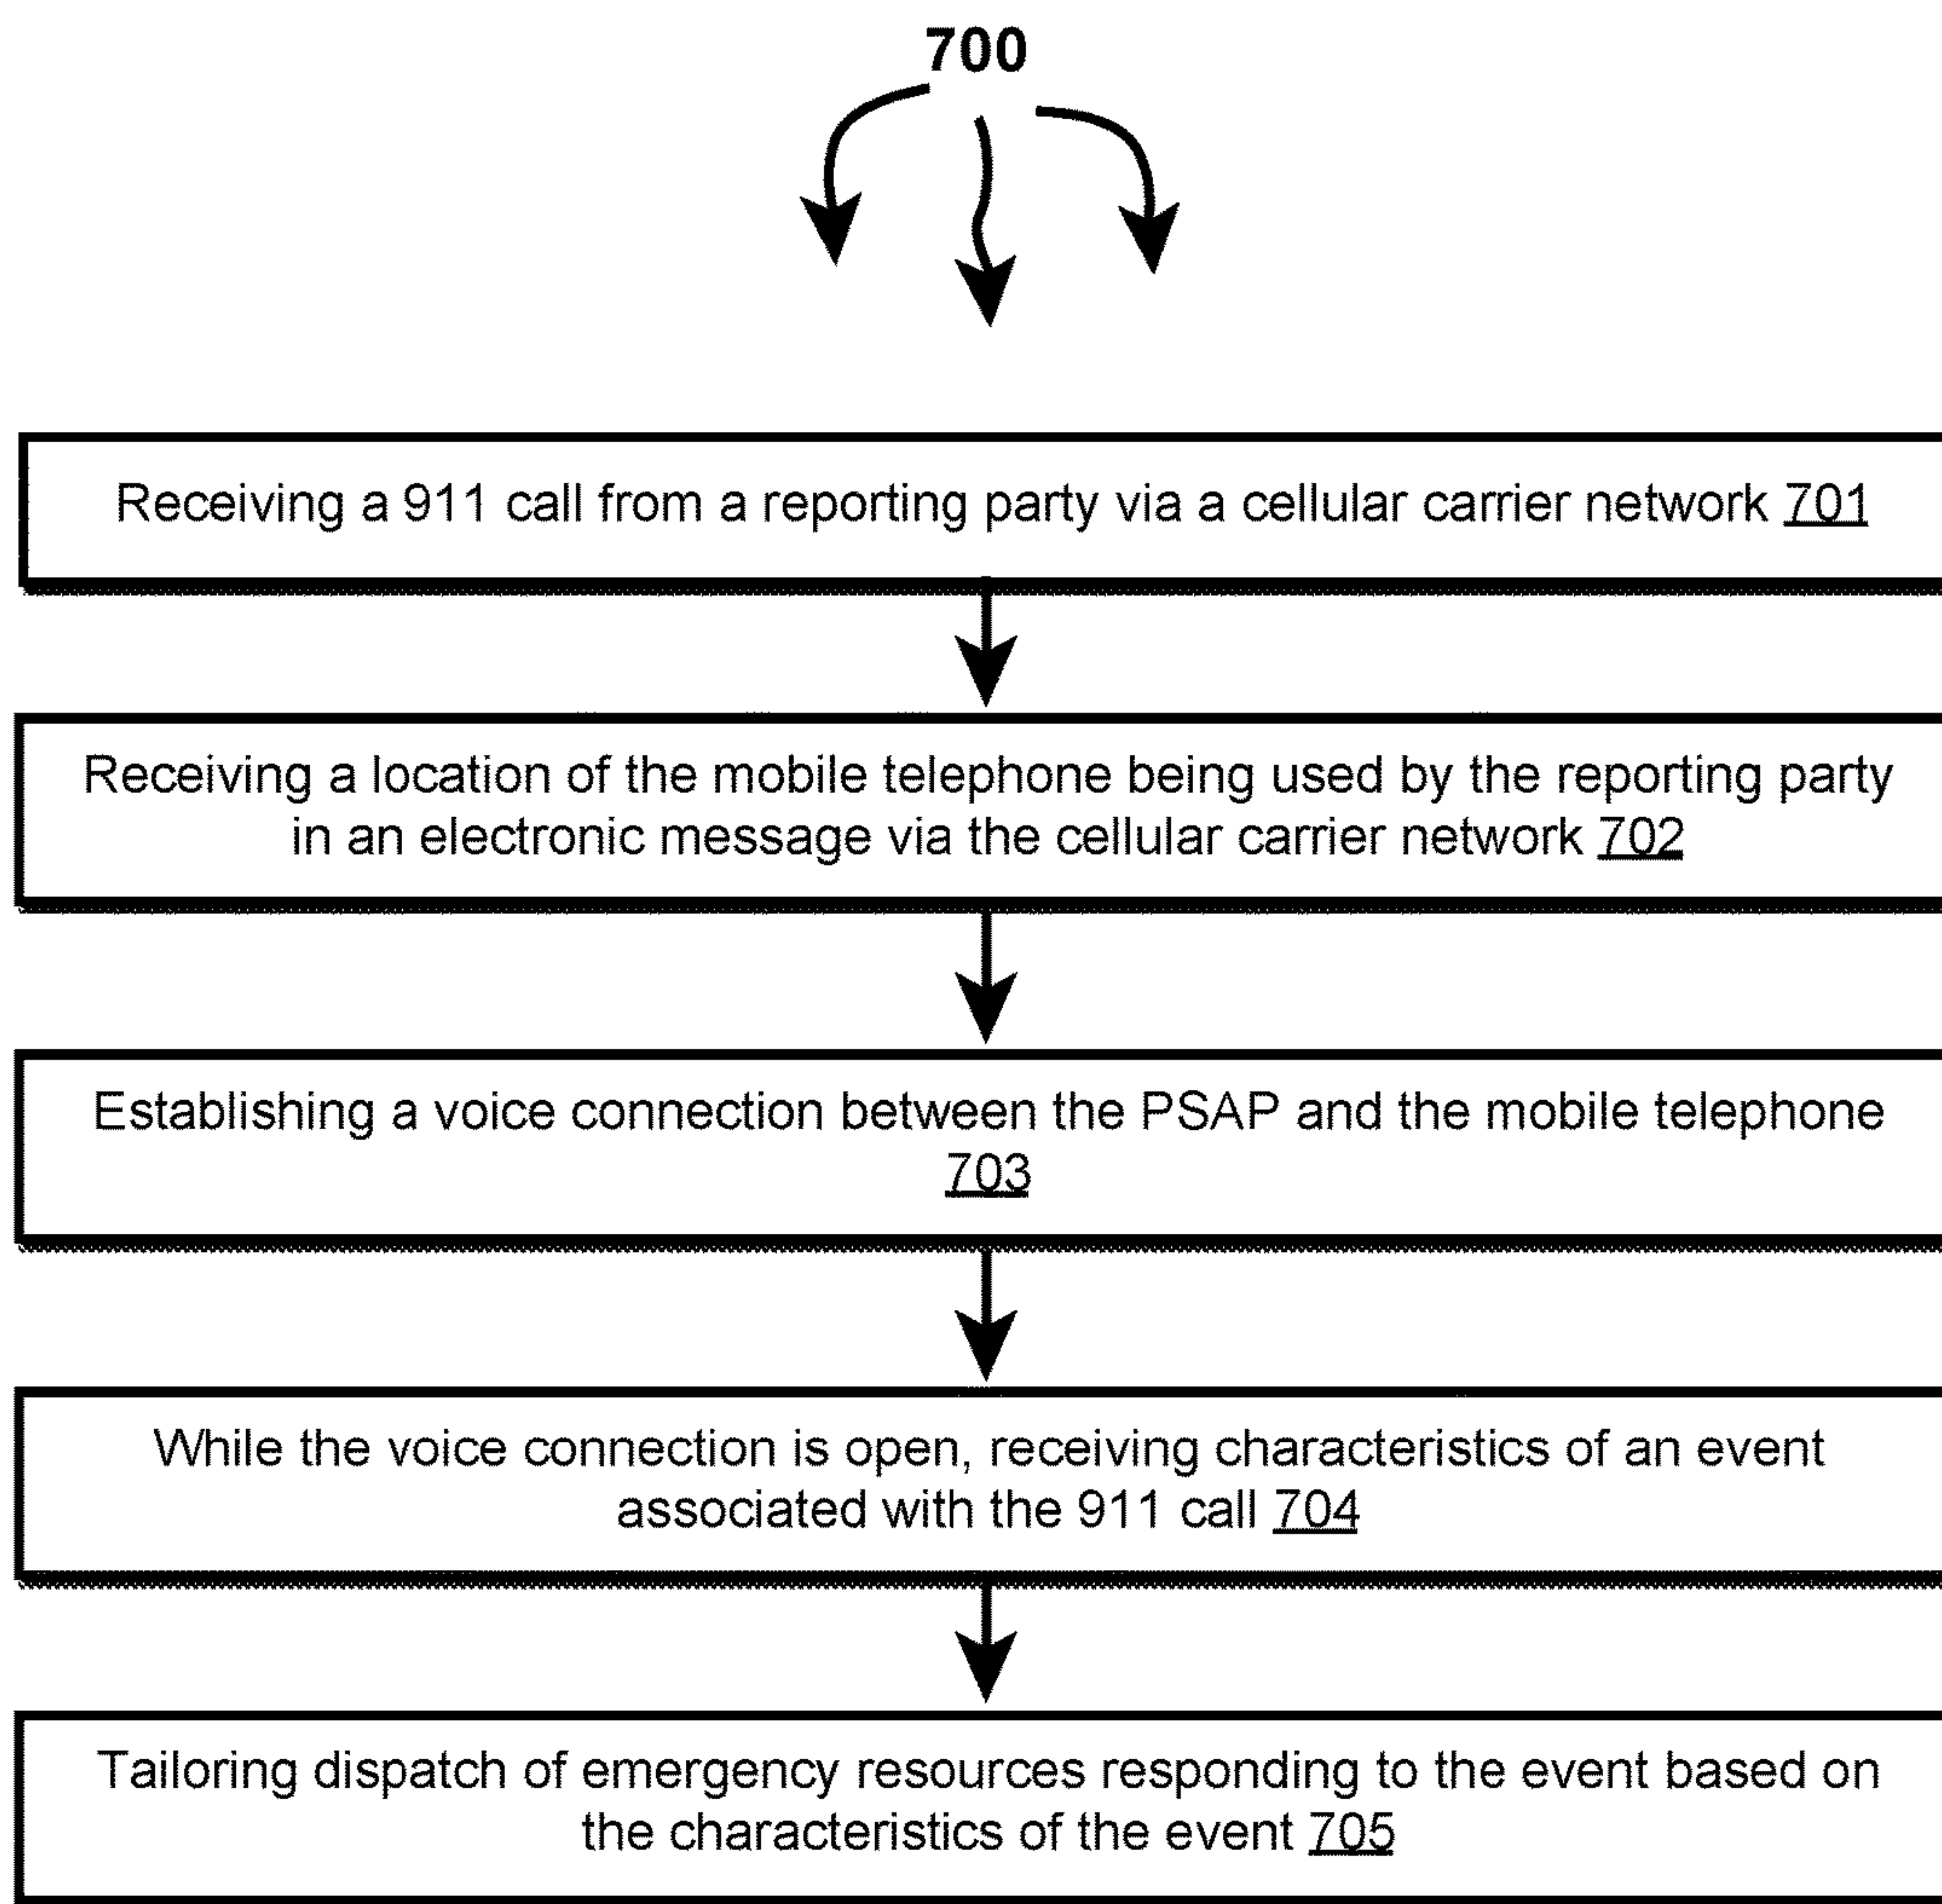 700
Receiving a 911 call from a reporting party via a cellular carrier network 701
Receiving a location of the mobile telephone being used by the reporting party
in an electronic message via the cellular carrier network 702
Establishing a voice connection between the PSAP and the mobile telephone
703
While the voice connection is open, receiving characteristics of an event
associated with the 911 call 704
Tailoring dispatch of emergency resources responding to the event based on
the characteristics of the event 705